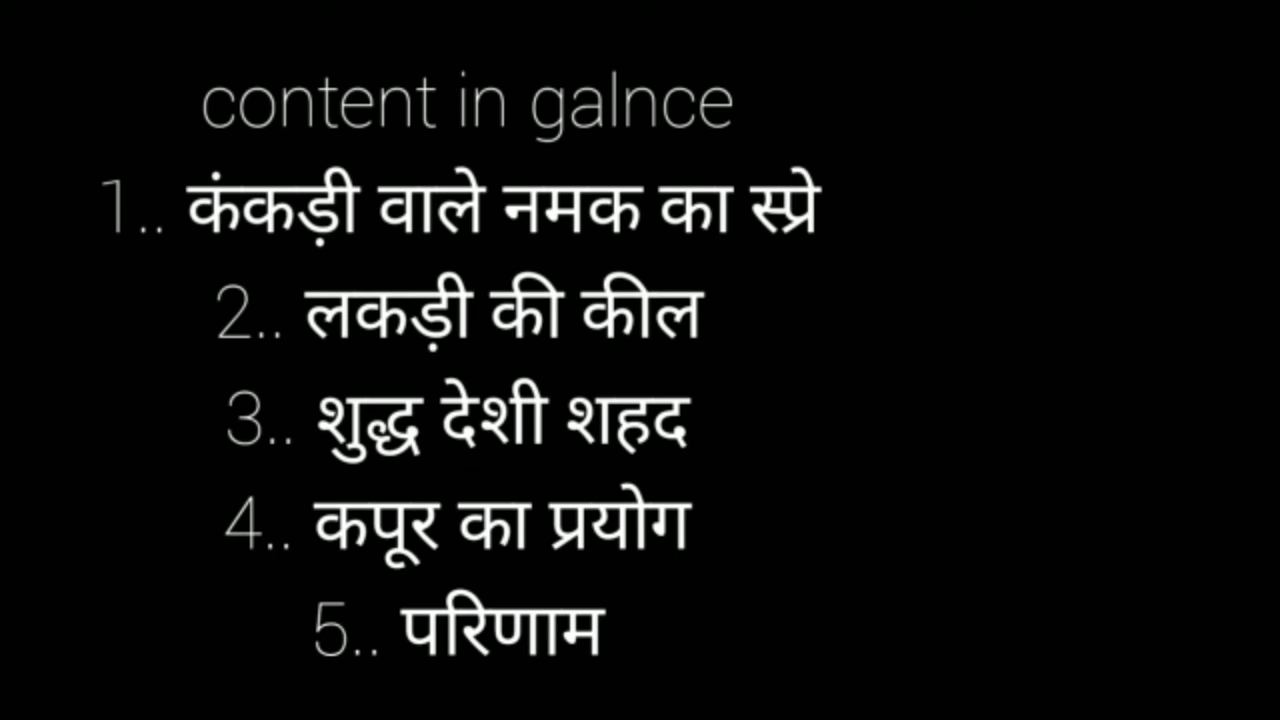 content in galnce
1.. कंकड़ी वाले नमक का स्प्रे
2.. लकड़ी की कील
3.. शुद्ध देशी शहद
4.. कपूर का प्रयोग
5.. परिणाम